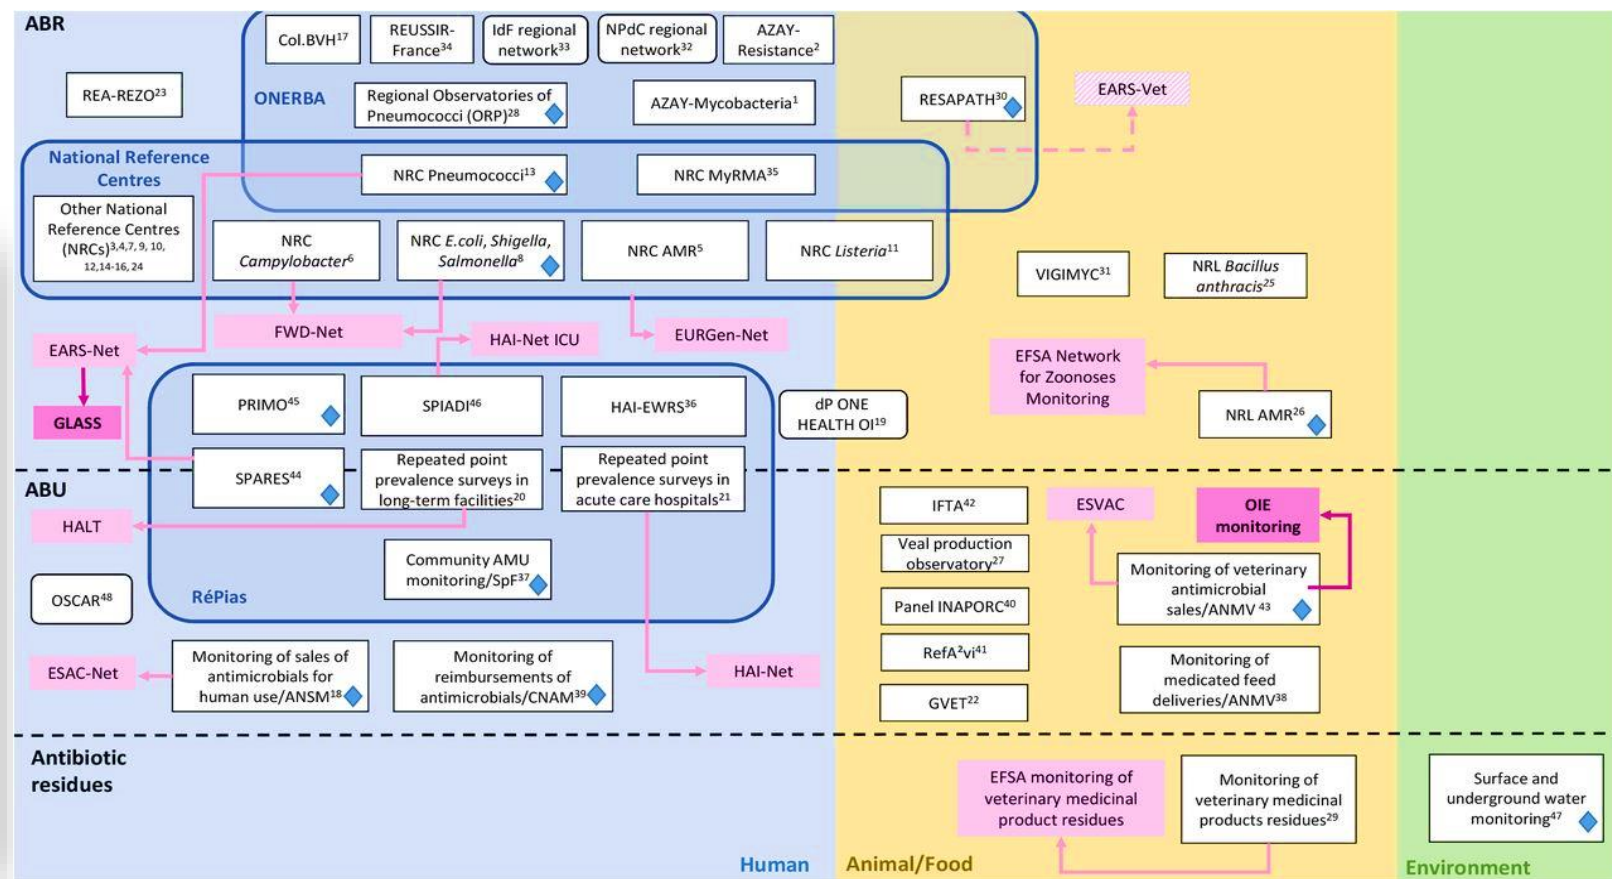 ABR
Col.BVH17
REUSSIR-
France34
IdF regional
network33
NPdC regional
network32
AZAY-
Resistance2
REA-REZO23
ONERBA
Regional Observatories of
Pneumococci (ORP)28
AZAY-Mycobacteria1
RESAPATH30
EARS-Vet
National Reference
Centres
NRC Pneumococci13
NRC MyRMA35
Other National
Reference Centres
(NRCs)3,4,7, 9, 10,
12,14-16, 24
NRC
Campylobacter6
NRC E.coli, Shigella,
Salmonella8
NRC AMR5
NRC Listeria11
VIGIMYC31
NRL Bacillus
anthracis25
FWD-Net
HAI-Net ICU
EURGen-Net
EARS-Net
GLASS
EFSA Network
for Zoonoses
Monitoring
NRL AMR26
PRIMO45
SPIADI46
HAI-EWRS36
dP ONE
HEALTH OI19
SPARES44
Repeated point
prevalence surveys in
long-term facilities20
Repeated point
prevalence surveys in
acute care hospitals21
ABU
HALT
Community AMU
monitoring/SpF37
OSCAR48
RéPias
IFTA42
ESVAC
OIE
monitoring
Veal production
observatory27
Monitoring of veterinary
antimicrobial
sales/ANMV 43
Panel INAPORC40
RefA2vi41
GVET22
Monitoring of
medicated feed
deliveries/ANMV38
ESAC-Net
Monitoring of sales of
antimicrobials for
human use/ANSM18
Monitoring of
reimbursements of
antimicrobials/CNAM39
HAI-Net
Antibiotic
residues
EFSA monitoring of
veterinary medicinal
product residues
Monitoring of
veterinary medicinal
products residues29
Surface and
underground water
monitoring47
Human
Animal/Food
Environment